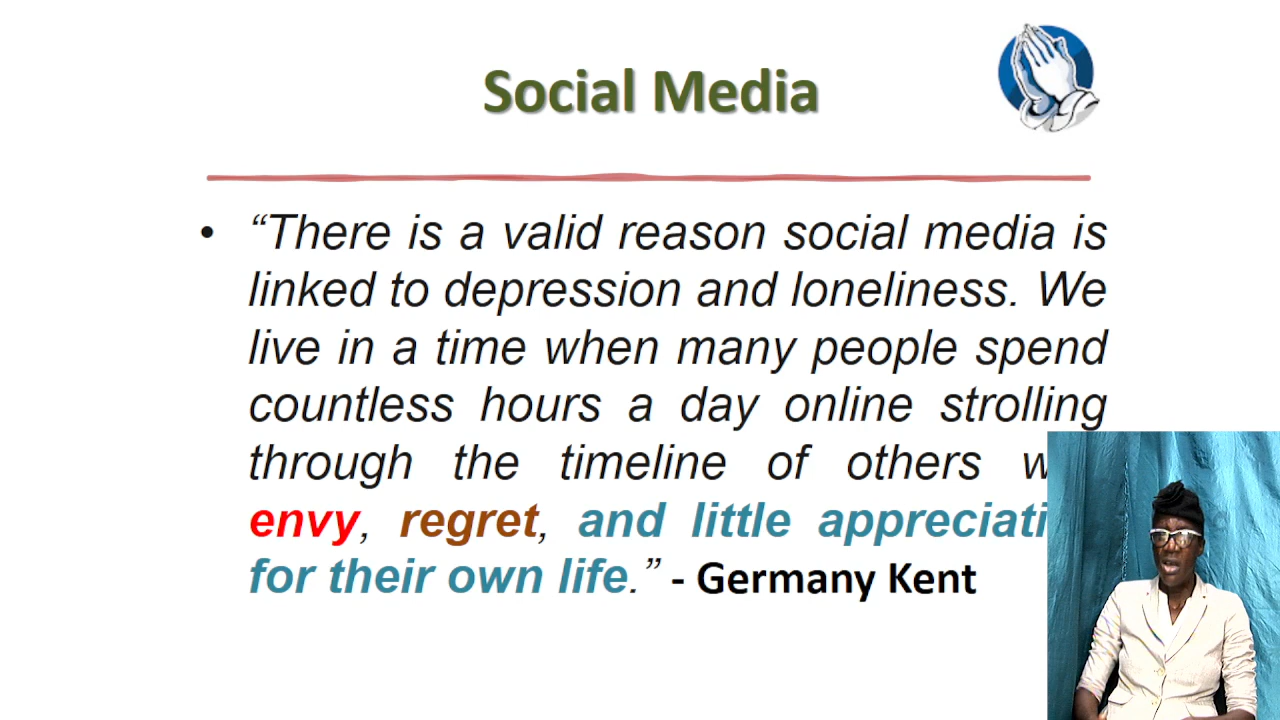 Social Media
• “There is a valid reason social media is
linked to depression and loneliness. We
live in a time when many people spend
countless hours a day online strolling
through the timeline of others
envy, regret, and little
for their own life.” - Germany Kent